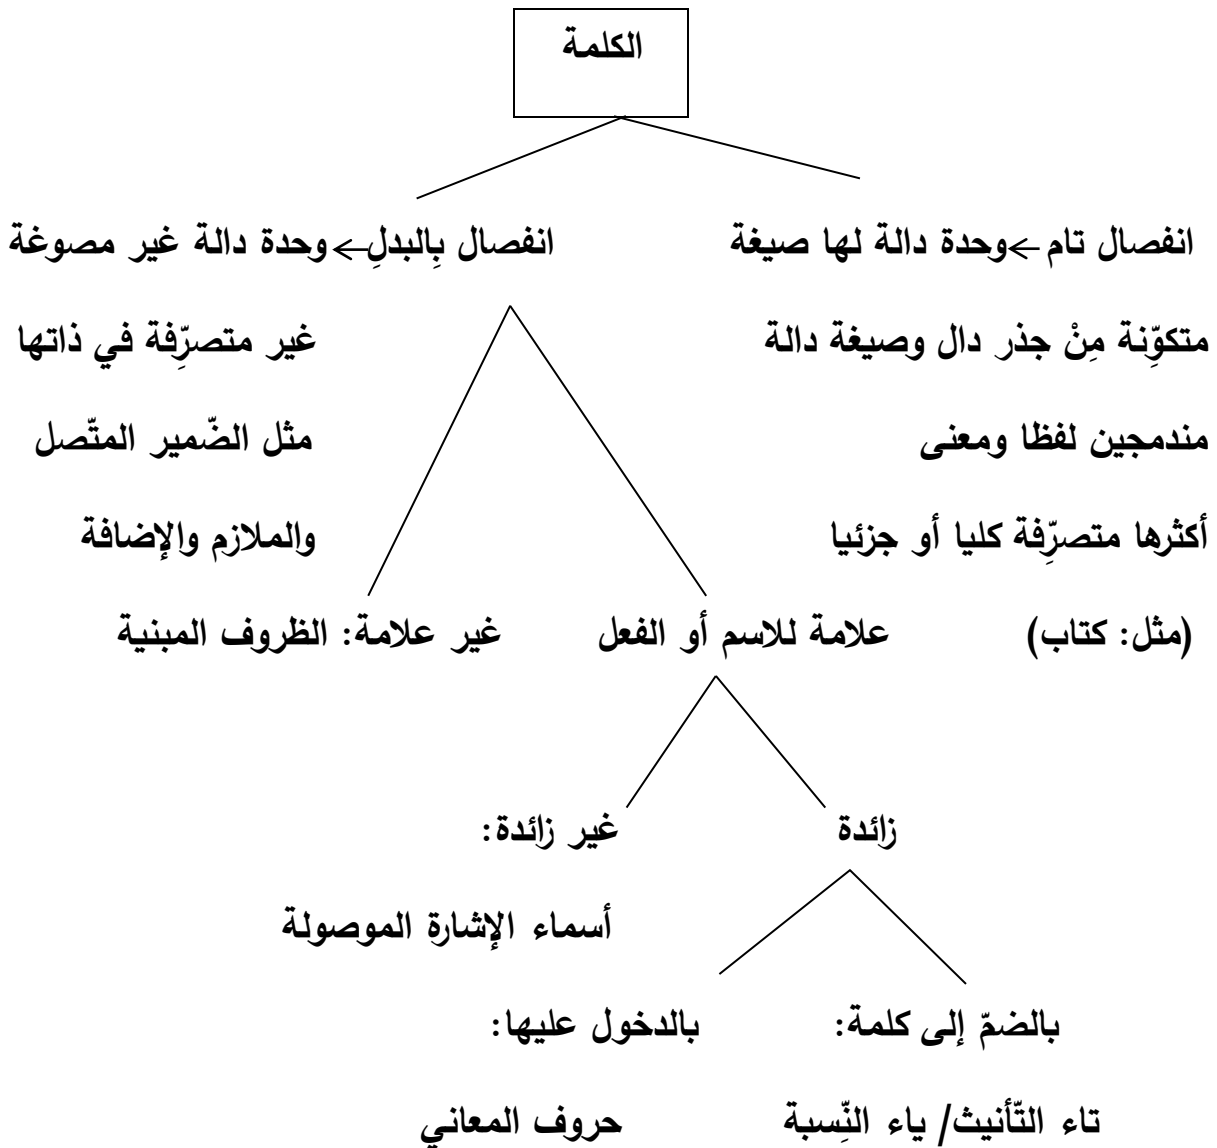 الكلمة
انفصال تام ←وحدة دالة لها صيغة
انفصال بِالبدلِ← وحدة دالة غير مصوغة
متكوِّنة مِنْ جذر دال وصيغة دالة
غير متصرِّفة في ذاتها
مندمجين لفظا ومعنى
مثل الضّمير المتّصل
أكثرها متصرِّفة كليا أو جزئيا
والملازم والإضافة
(مثل: كتاب)
علامة للاسم أو الفعل
غير علامة: الظروف المبنية
زائدة
غير زائدة:
أسماء الإشارة الموصولة
بالضمّ إلى كلمة:
بالدخول عليها:
تاء التّأنيث/ ياء النِّسبة
حروف المعاني